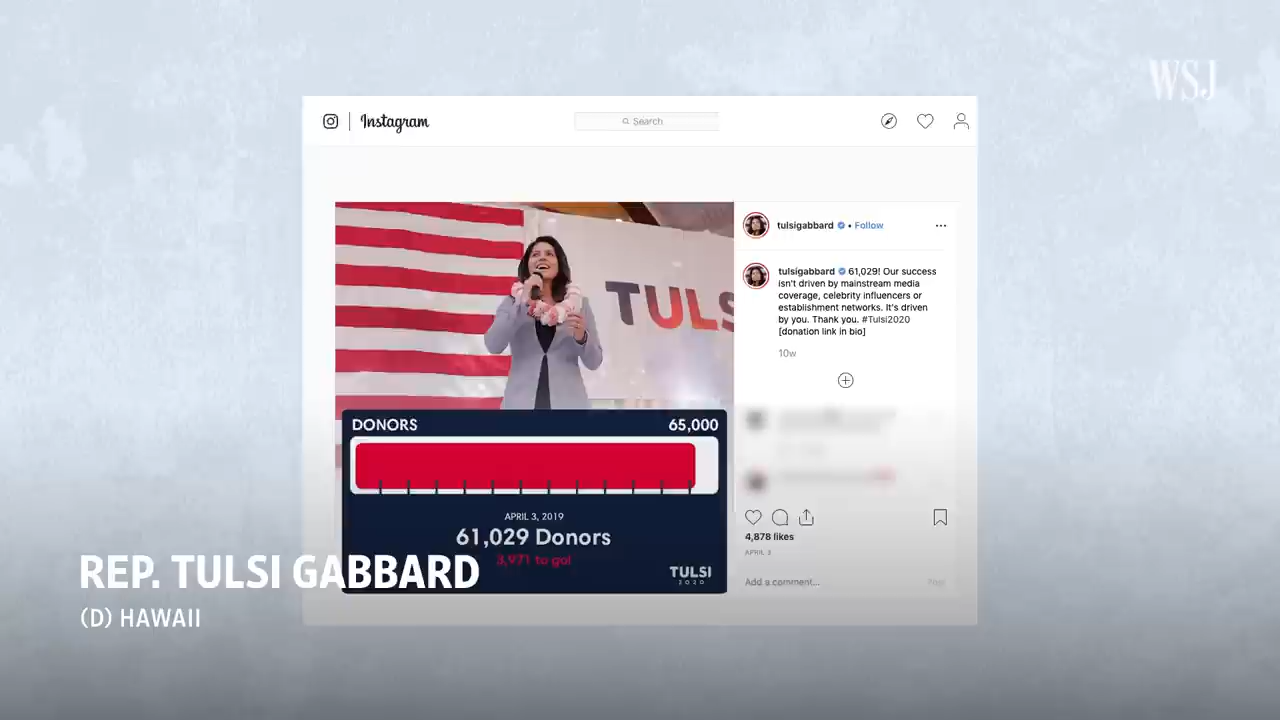 WSJ
Instagram
Search
TULS
tulsigabbard • Follow
tulsigabbard 61,029! Our success
isn't driven by mainstream media
coverage, celebrity influencers or
establishment networks. It's driven
by you. Thank you. #Tulsi2020
[donation link in bio]
10w
DONORS 65,000
APRIL 3, 2019
61,029 Donors
3,971 to go!
TULSI
2020
4,878 likes
APRIL 3
Add a comment... Post
REP. TULSI GABBARD
(D) HAWAII